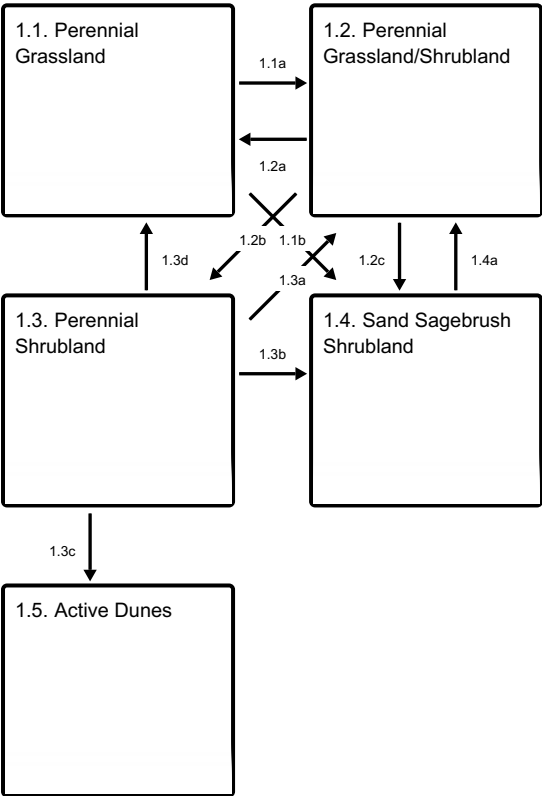 1.1. Perennial
Grassland
1.2. Perennial
Grassland/Shrubland
1.1a
1.2a
1.2b
1.1b
1.3d
1.3a
1.2c
1.4a
1.3. Perennial
Shrubland
1.4. Sand Sagebrush
Shrubland
1.3b
1.3c
1.5. Active Dunes